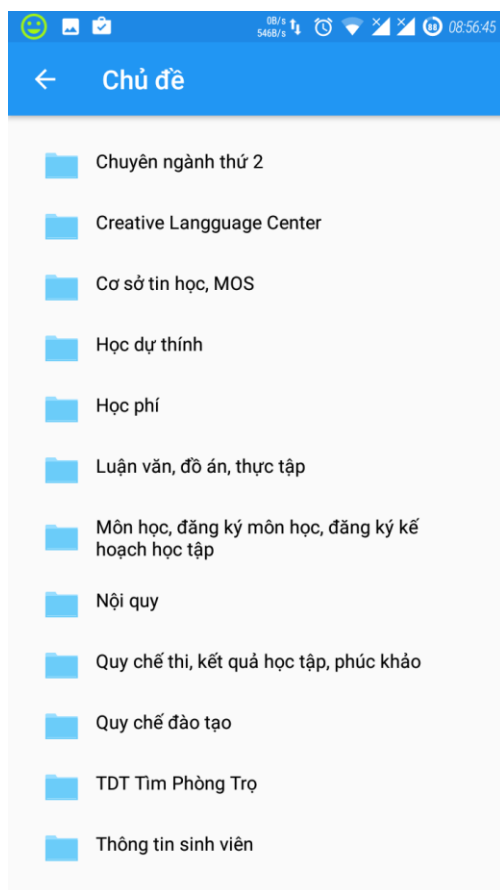 0B/s
546B/s
88
08:56:45
Chủ đề
Chuyên ngành thứ 2
Creative Langguage Center
Cơ sở tin học, MOS
Học dự thính
Học phí
Luận văn, đồ án, thực tập
Môn học, đăng ký môn học, đăng ký kế
hoạch học tập
Nội quy
Quy chế thi, kết quả học tập, phúc khảo
Quy chế đào tạo
TDT Tìm Phòng Trọ
Thông tin sinh viên